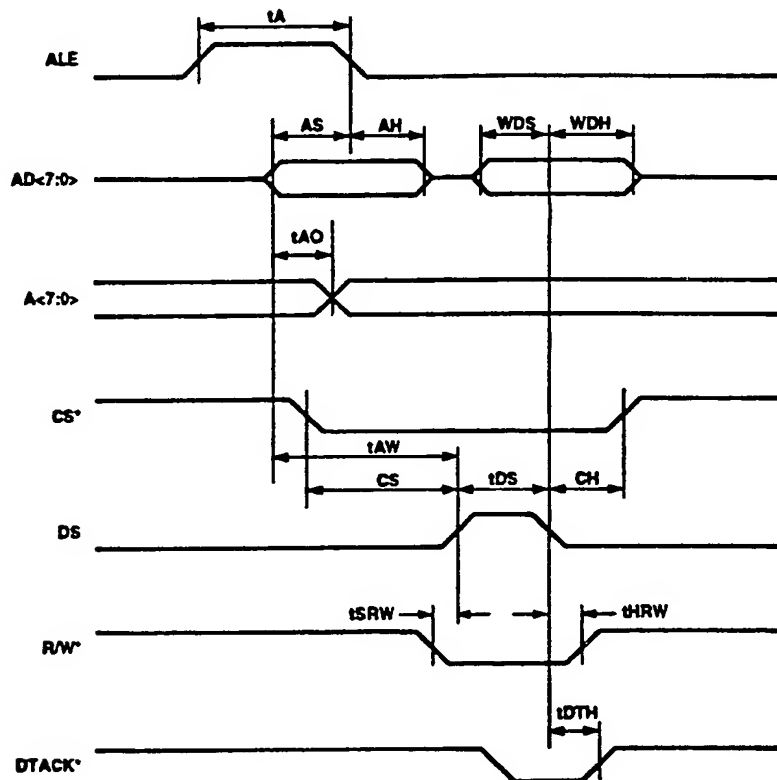 tA
ALE
AS AH WDS WDH
AD<7:0>
tAO
A<7:0>
CS*
tAW
CS tDS CH
DS
tSRW tHRW
R/W*
tDTH
DTACK*